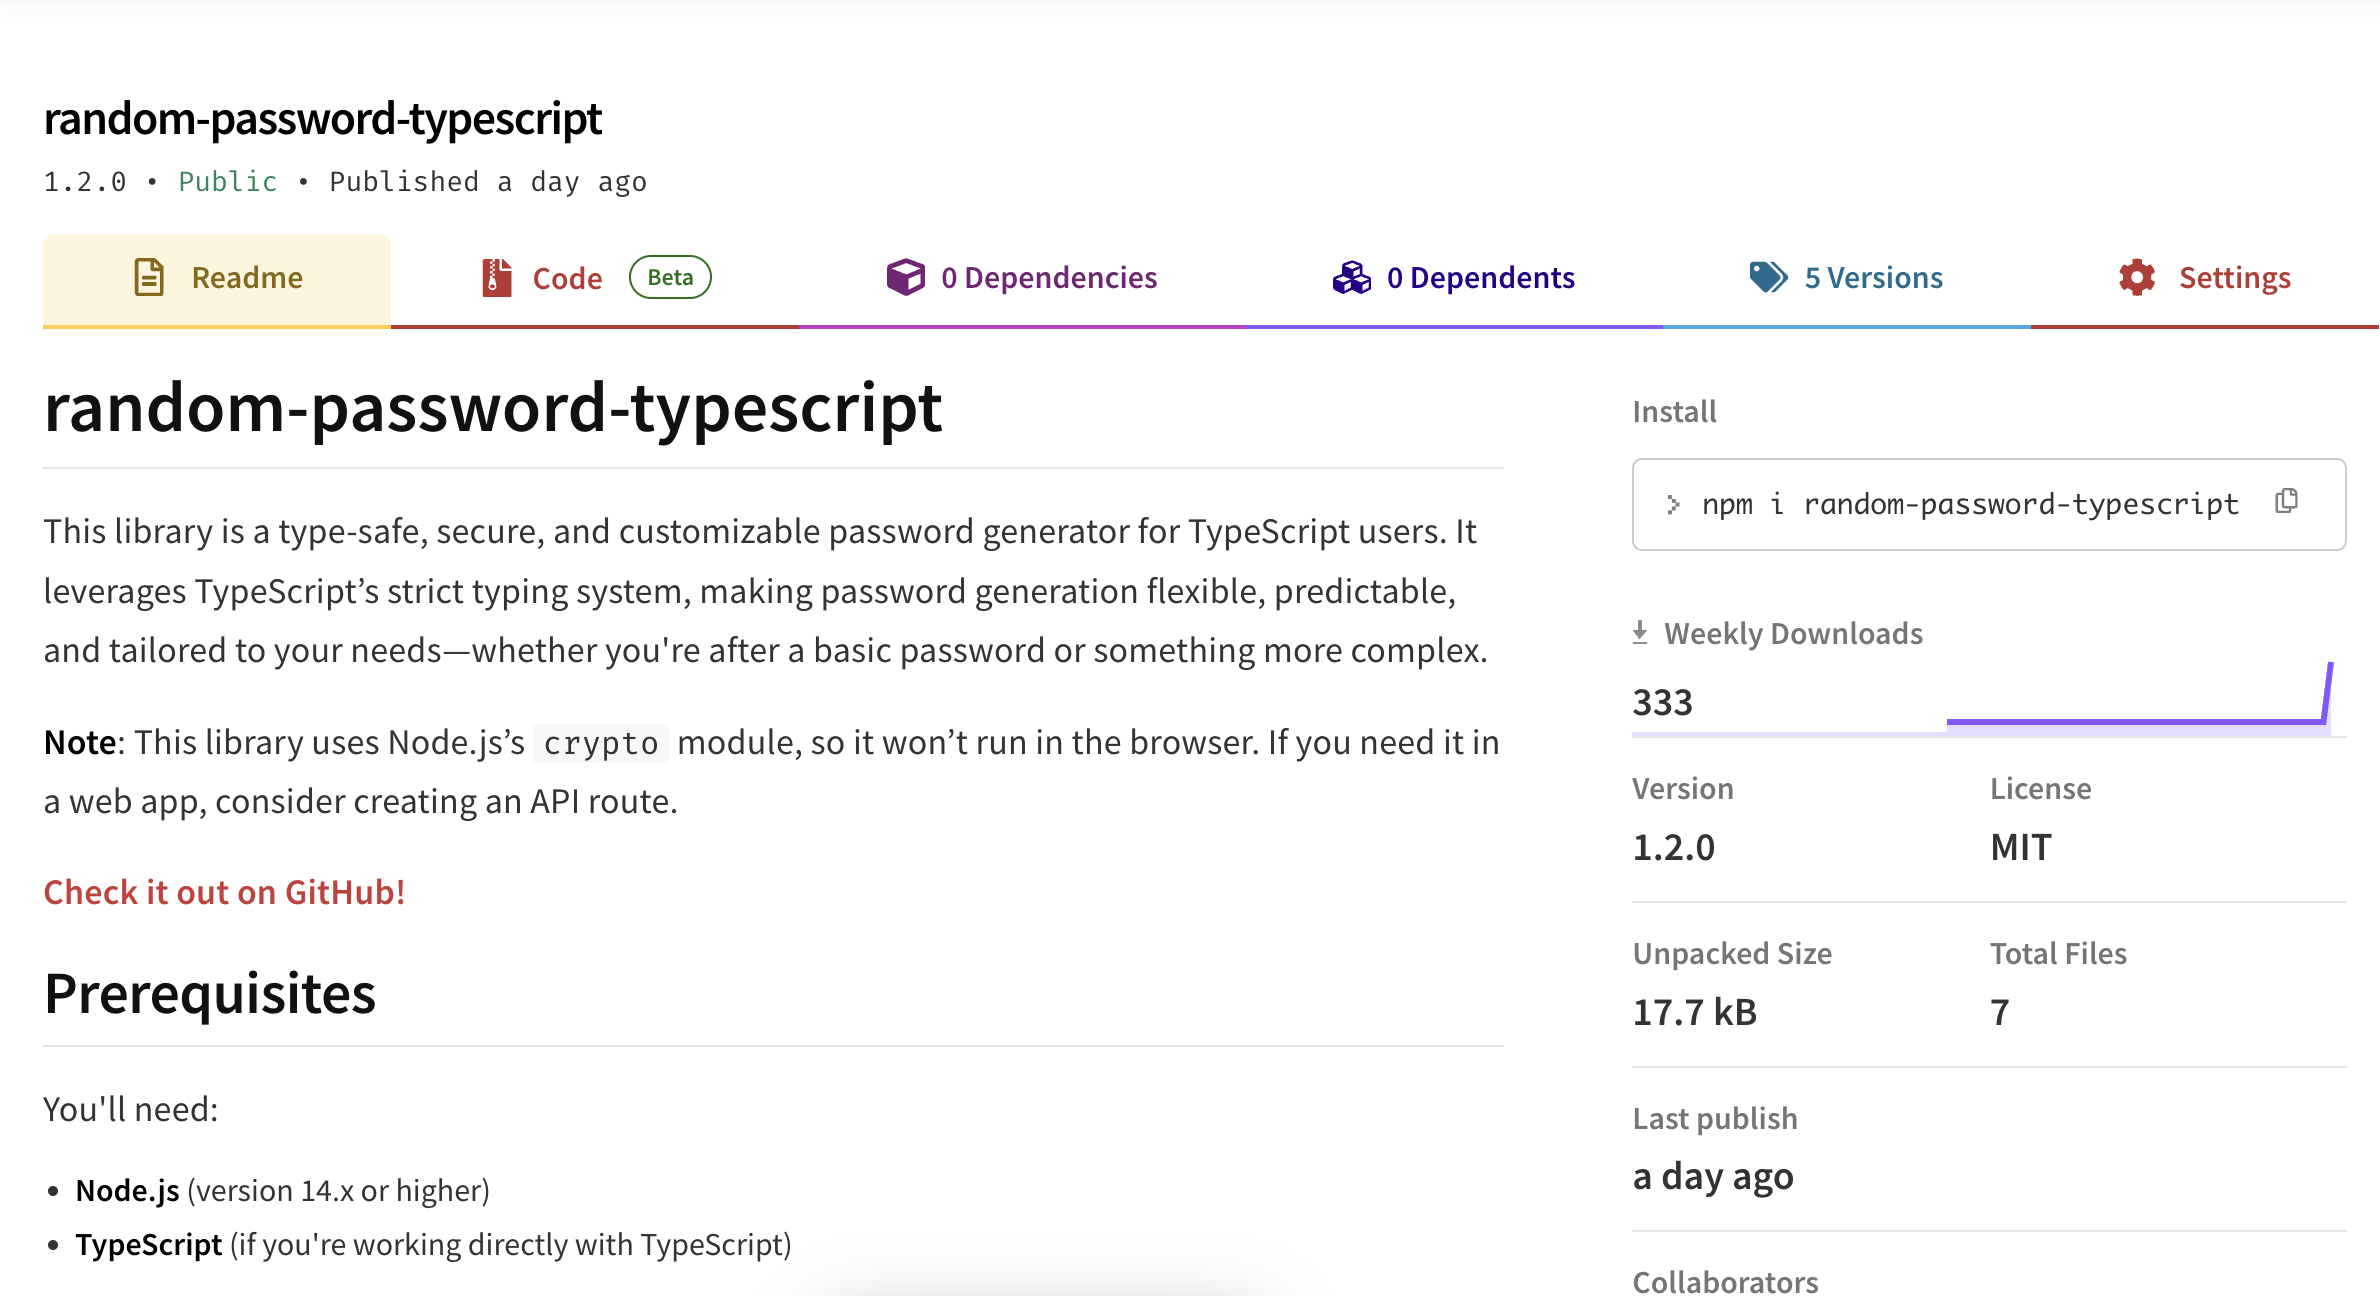 random-password-typescript
1.2.0 • Public • Published a day ago
Readme
Code Beta
0 Dependencies
0 Dependents
5 Versions
Settings
random-password-typescript
This library is a type-safe, secure, and customizable password generator for TypeScript users. It
leverages TypeScript’s strict typing system, making password generation flexible, predictable,
and tailored to your needs—whether you're after a basic password or something more complex.
Note: This library uses Node.js’s crypto module, so it won’t run in the browser. If you need it in
a web app, consider creating an API route.
Check it out on GitHub!
Prerequisites
You'll need:
• Node.js (version 14.x or higher)
• TypeScript (if you're working directly with TypeScript)
Install
npm i random-password-typescript
Weekly Downloads
333
Version
1.2.0
License
MIT
Unpacked Size
17.7 kB
Total Files
7
Last publish
a day ago
Collaborators